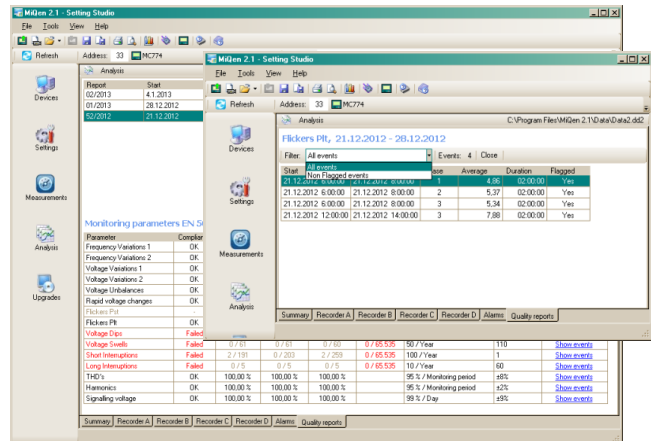 MiQen 2.1 - Setting Studio
File Tools View Help
Refresh Address: 33 MC774
Devices
Settings
Measurements
Analysis
Upgrades
Analysis
Report Start
02/2013 4.1.2013
01/2013 28.12.2012
52/2012 21.12.2012
Monitoring parameters EN 5
Parameter Complian
Frequency Variations 1 OK
Frequency Variations 2 OK
Voltage Variations 1 OK
Voltage Variations 2 OK
Voltage Unbalances OK
Rapid voltage changes OK
Flickers Pst -
Flickers Plt OK
Voltage Dips Failed
Voltage Swells Failed 0 / 61 0 / 61 0 / 60 0 / 65.535 50 / Year 110 Show events
Short Interruptions Failed 2 / 191 0 / 203 2 / 259 0 / 65.535 100 / Year 1 Show events
Long Interruptions Failed 0 / 5 0 / 5 0 / 5 0 / 65.535 10 / Year 60 Show events
THD's OK 100,00 % 100,00 % 100,00 % 95 % / Monitoring period ±8% Show events
Harmonics OK 100,00 % 100,00 % 100,00 % 95 % / Monitoring period ±2% Show events
Signalling voltage OK 100,00 % 100,00 % 100,00 % 99 % / Day ±9% Show events
Summary Recorder A Recorder B Recorder C Recorder D Alarms Quality reports
MiQen 2.1 - Setting Studio
File Tools View Help
Refresh Address: 33 MC774
Devices
Settings
Measurements
Analysis
Analysis C:\Program Files\MiQen 2.1\Data\Data2.dd2
Flickers Plt, 21.12.2012 - 28.12.2012
Filter: All events Events: 4 Close
All events
Non Flagged events
Start ase Average Duration Flagged
21.12.2012 6:00:00 21.12.2012 8:00:00 1 4,86 02:00:00 Yes
21.12.2012 6:00:00 21.12.2012 8:00:00 2 5,37 02:00:00 Yes
21.12.2012 6:00:00 21.12.2012 8:00:00 3 5,34 02:00:00 Yes
21.12.2012 12:00:00 21.12.2012 14:00:00 3 7,88 02:00:00 Yes
Summary Recorder A Recorder B Recorder C Recorder D Alarms Quality reports